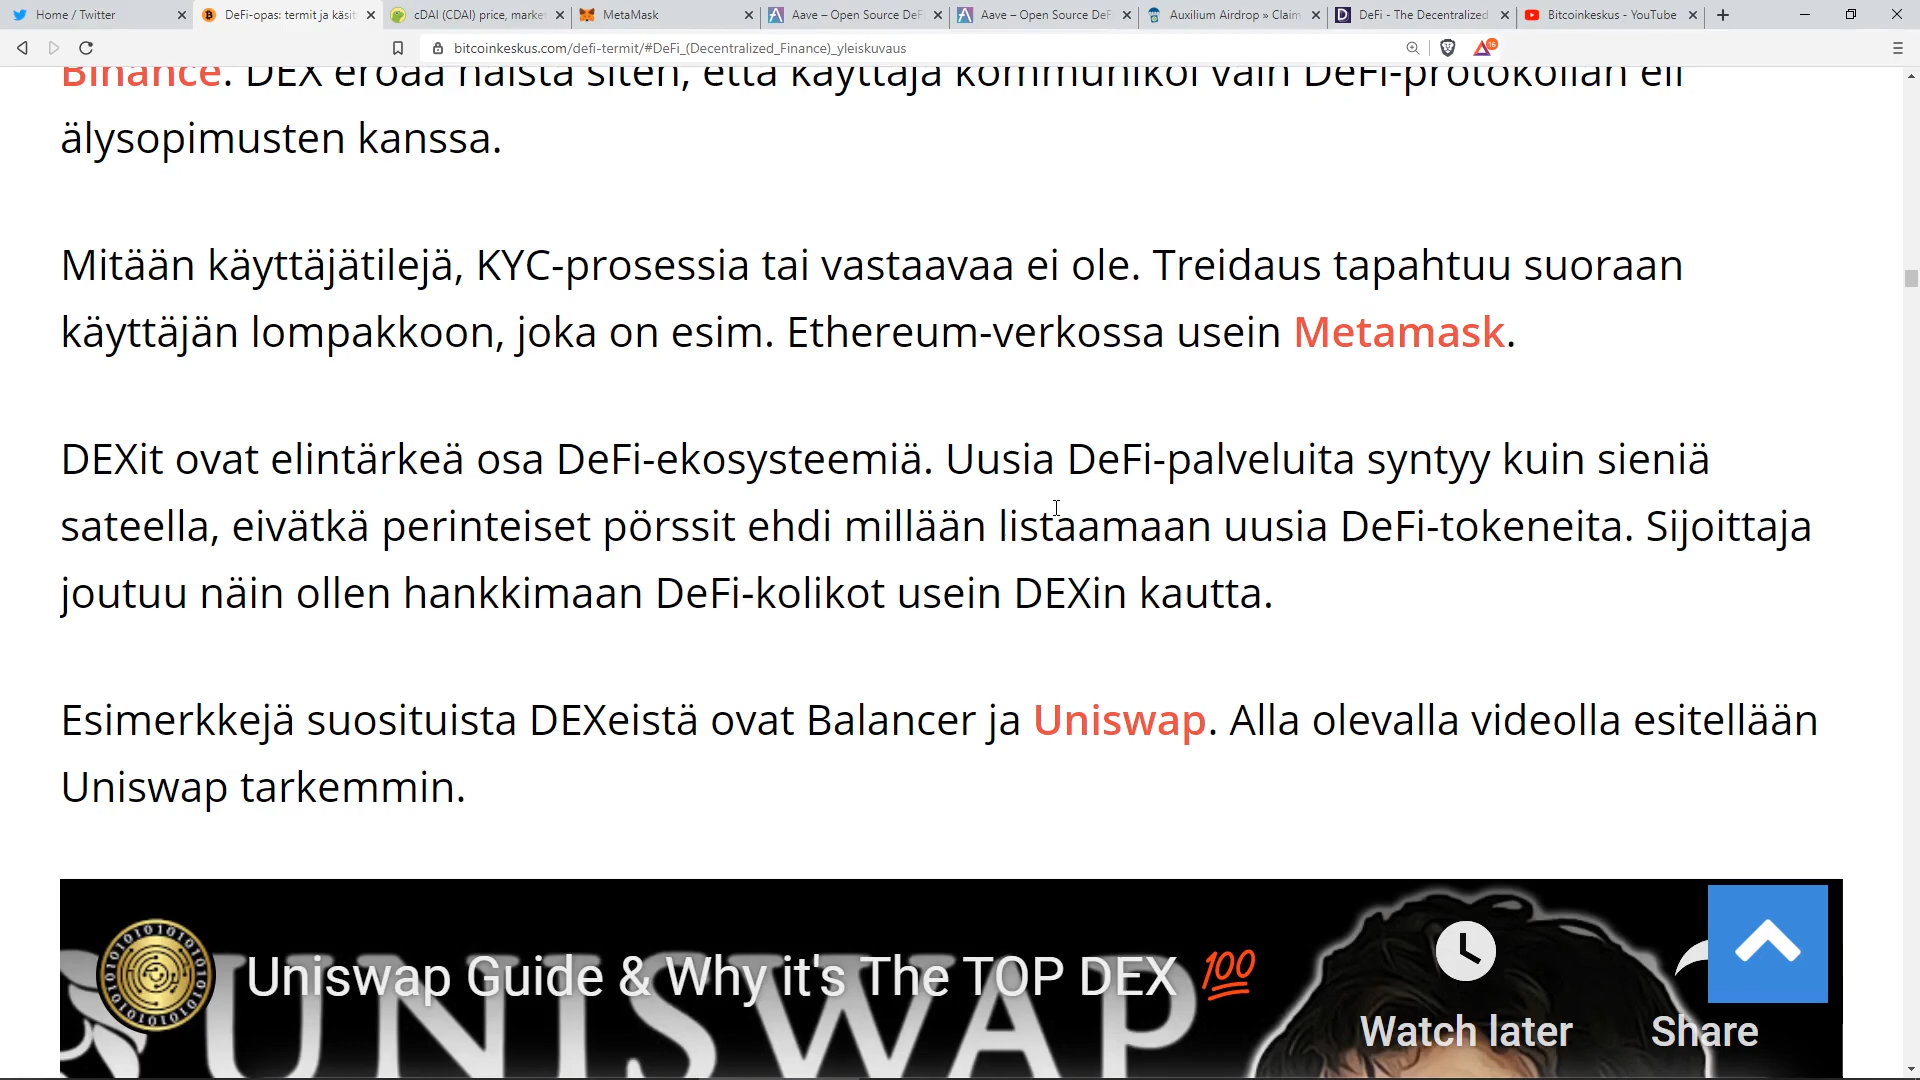 Home / Twitter
DeFi-opas: termit ja käsit
cDAI (CDAI) price, marke
MetaMask
Aave – Open Source DeF
Aave – Open Source DeF
Auxilium Airdrop » Claim
DeFi - The Decentralized
Bitcoinkeskus - YouTube
bitcoinkeskus.com/defi-termit/#DeFi_(Decentralized_Finance)_yleiskuvaus
16
Binance. DEX eroaa näistä siten, että käyttäjä kommunikoi vain DeFi-protokollan eli
älysopimusten kanssa.
Mitään käyttäjätilejä, KYC-prosessia tai vastaavaa ei ole. Treidaus tapahtuu suoraan
käyttäjän lompakkoon, joka on esim. Ethereum-verkossa usein Metamask.
DEXit ovat elintärkeä osa DeFi-ekosysteemiä. Uusia DeFi-palveluita syntyy kuin sieniä
sateella, eivätkä perinteiset pörssit ehdi millään listaamaan uusia DeFi-tokeneita. Sijoittaja
joutuu näin ollen hankkimaan DeFi-kolikot usein DEXin kautta.
Esimerkkejä suosituista DEXeistä ovat Balancer ja Uniswap. Alla olevalla videolla esitellään
Uniswap tarkemmin.
Uniswap Guide & Why it's The TOP DEX 💯
UNISWAP
Watch later
Share